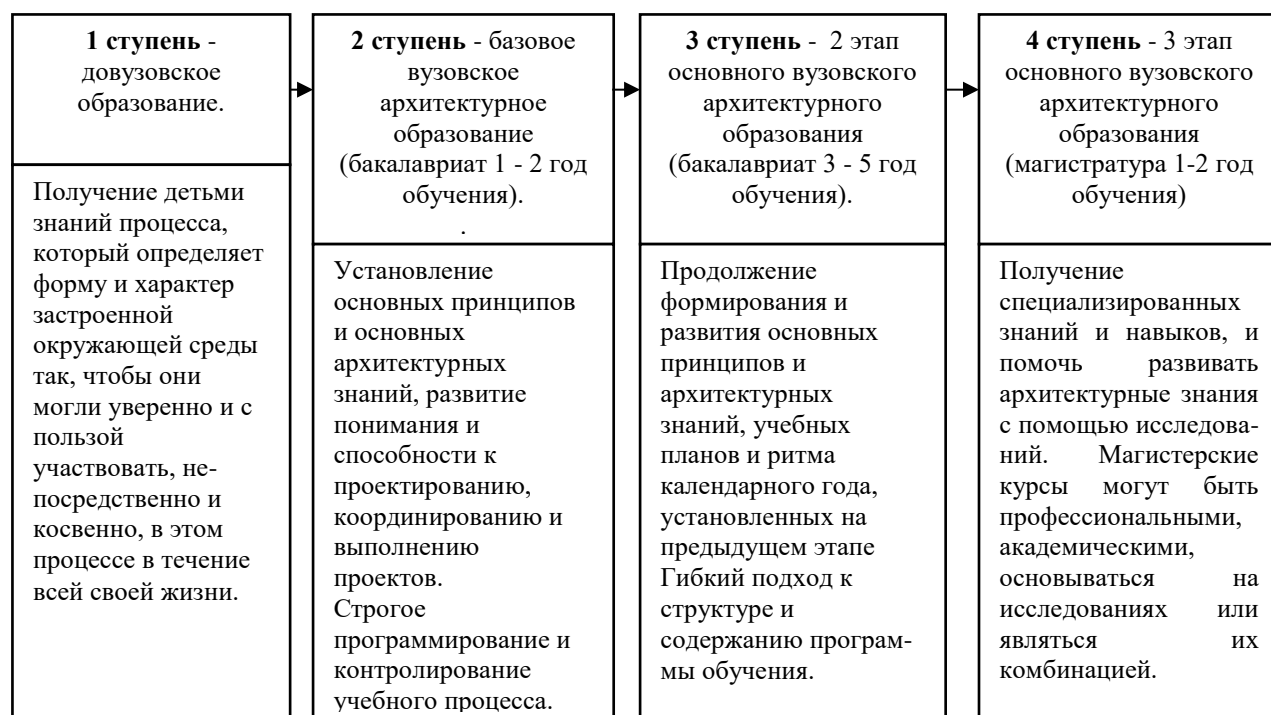 1 ступень -
довузовское
образование.
Получение детьми
знаний процесса,
который определяет
форму и характер
застроенной
окружающей среды
так, чтобы они
могли уверенно и с
пользой
участвовать, не-
посредственно и
косвенно, в этом
процессе в течение
всей своей жизни.
2 ступень - базовое
вузовское
архитектурное
образование
(бакалавриат 1 - 2 год
обучения).
.
Установление
основных принципов
и основных
архитектурных
знаний, развитие
понимания и
способности к
проектированию,
координированию и
выполнению
проектов.
Строгое
программирование и
контролирование
учебного процесса.
3 ступень - 2 этап
основного вузовского
архитектурного
образования
(бакалавриат 3 - 5 год
обучения).
Продолжение
формирования и
развития основных
принципов и
архитектурных
знаний, учебных
планов и ритма
календарного года,
установленных на
предыдущем этапе
Гибкий подход к
структуре и
содержанию програм-
мы обучения.
4 ступень - 3 этап
основного вузовского
архитектурного
образования
(магистратура 1-2 год
обучения)
Получение
специализированных
знаний и навыков, и
помочь развивать
архитектурные знания
с помощью исследова-
ний. Магистерские
курсы могут быть
профессиональными,
академическими,
основываться на
исследованиях или
являться их
комбинацией.